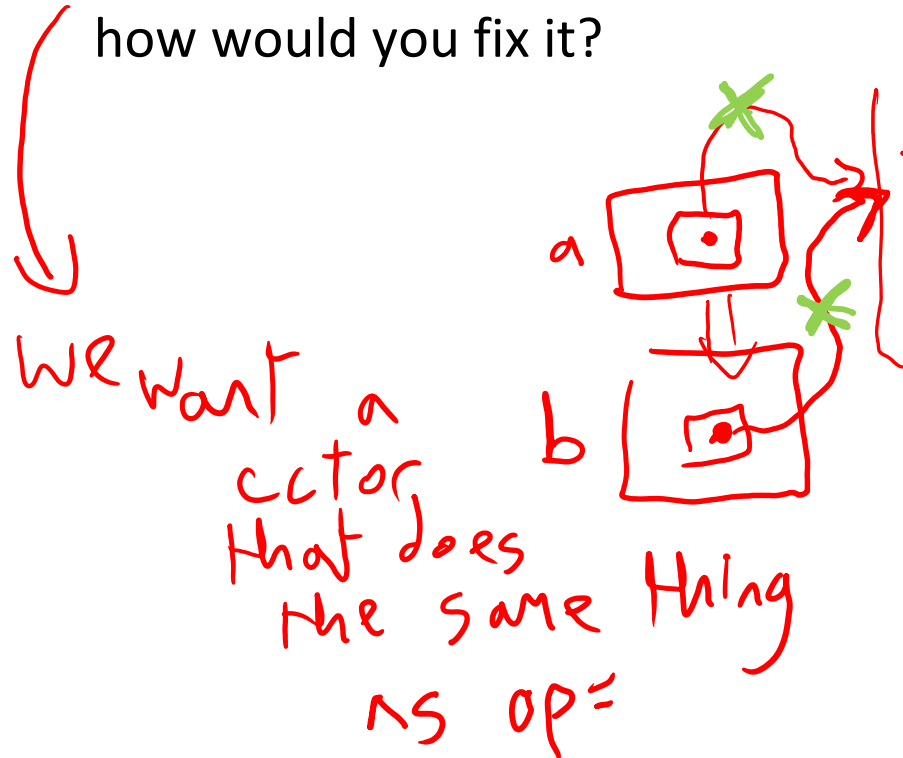 how would you fix it?
a
we want a
b
cctor
that does
the same thing
as op=